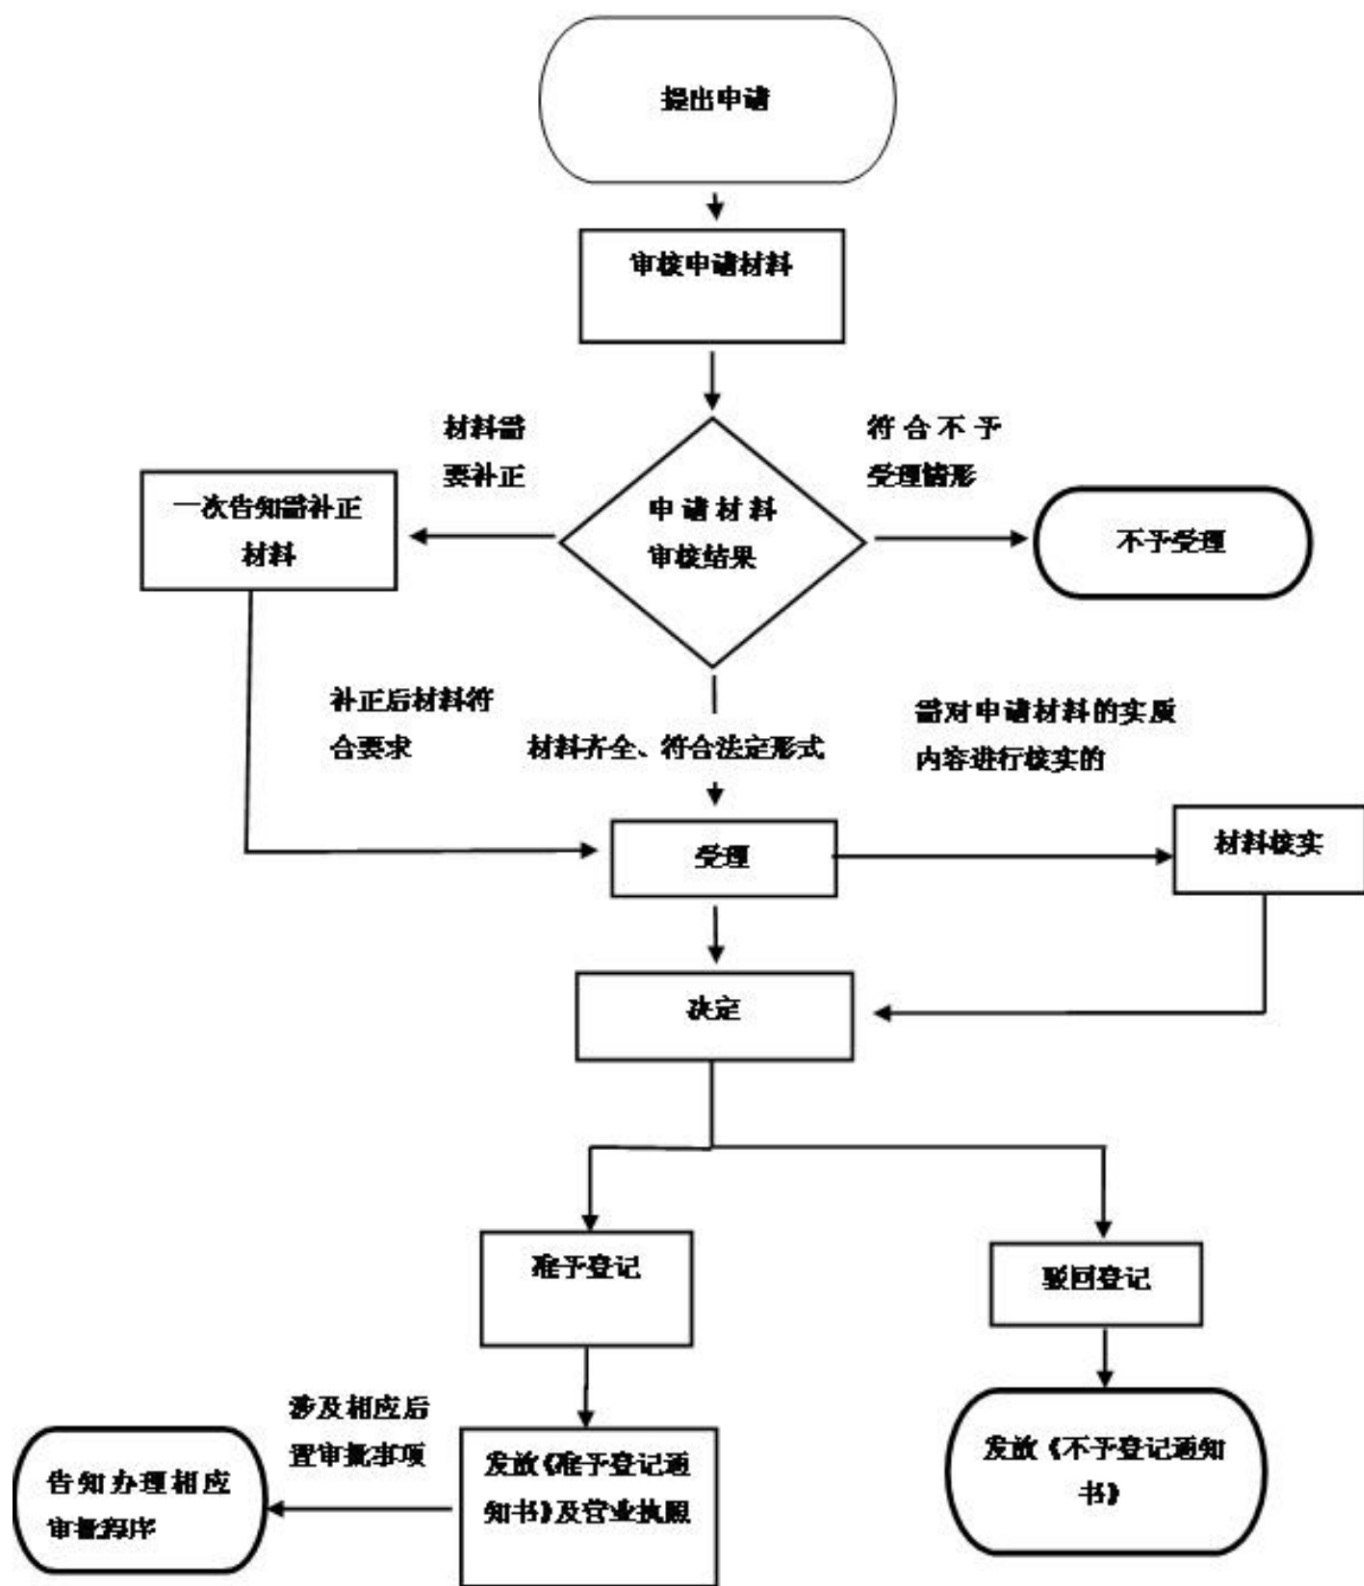 提出申请
审核申请材料
材料需
要补正
符合不予
受理情形
一次告知需补正
材料
申请材料
审核结果
不予受理
补正后材料符
合要求
材料齐全、符合法定形式
需对申请材料的实质
内容进行核实的
受理
材料核实
决定
准予登记
驳回登记
涉及相应后
置审批事项
告知办理相应
审批程序
发放《准予登记通
知书》及营业执照
发放《不予登记通知
书》